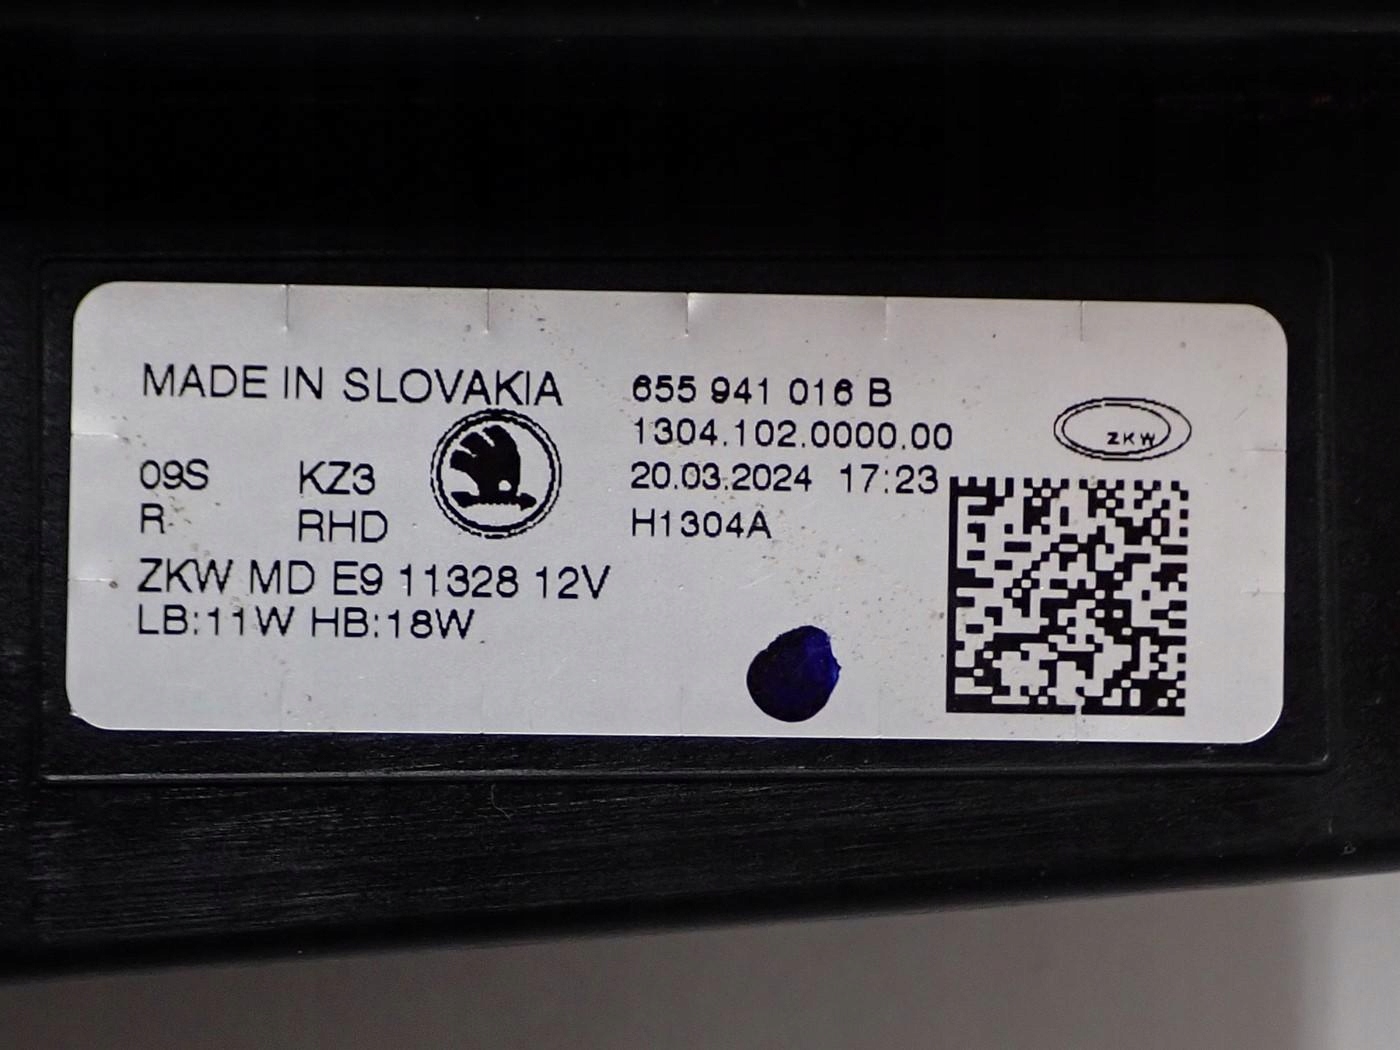 MADE IN SLOVAKIA
655 941 016 B
1304.102.0000.00
ZKW
09S KZ3
20.03.2024 17:23
R RHD
H1304A
ZKW MD E9 11328 12V
LB:11W HB:18W